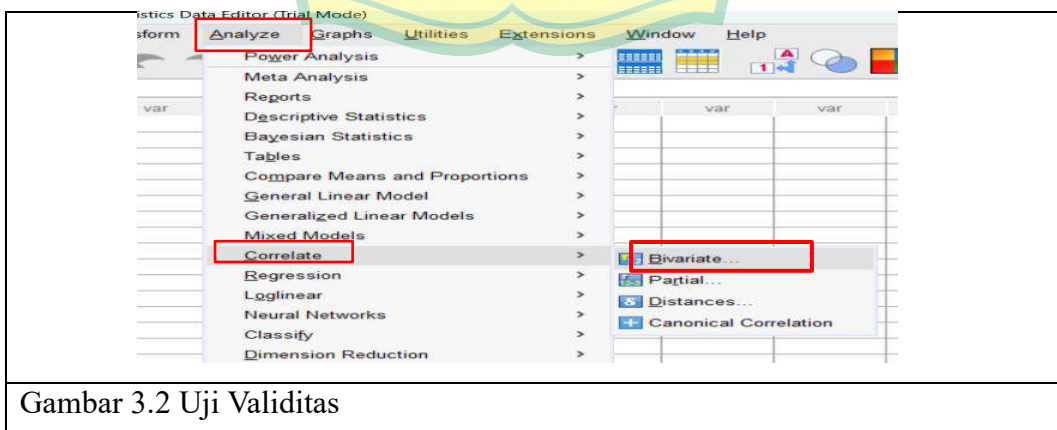 istics Data Editor (Trial Mode)
sform Analyze Graphs Utilities Extensions Window Help
Power Analysis >
Meta Analysis >
Reports >
var var var
Descriptive Statistics >
Bayesian Statistics >
Tables >
Compare Means and Proportions >
General Linear Model >
Generalized Linear Models >
Mixed Models >
Correlate > Bivariate...
Regression > Partial...
Loglinear > Distances...
Neural Networks > Canonical Correlation
Classify >
Dimension Reduction >
Gambar 3.2 Uji Validitas